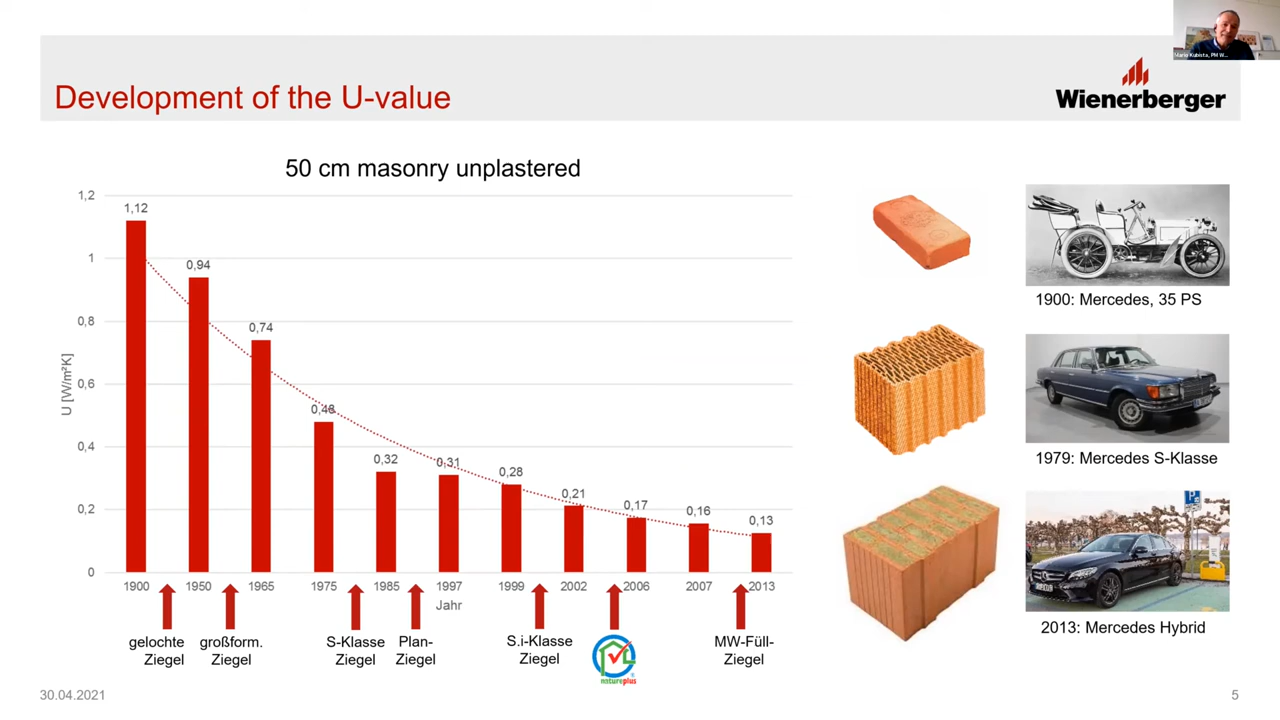 Mario Kubista, PM W...
Development of the U-value
Wienerberger
50 cm masonry unplastered
1,2
1
0,8
0,6
0,4
0,2
0
U [W/m²K]
1,12
0,94
0,74
0,48
0,32
0,31
0,28
0,21
0,17
0,16
0,13
1900
1950
1965
1975
1985
1997
1999
2002
2006
2007
2013
Jahr
gelochte
Ziegel
großform.
Ziegel
S-Klasse
Ziegel
Plan-
Ziegel
S.i-Klasse
Ziegel
natureplus
MW-Füll-
Ziegel
1900: Mercedes, 35 PS
1979: Mercedes S-Klasse
P
2013: Mercedes Hybrid
30.04.2021
5